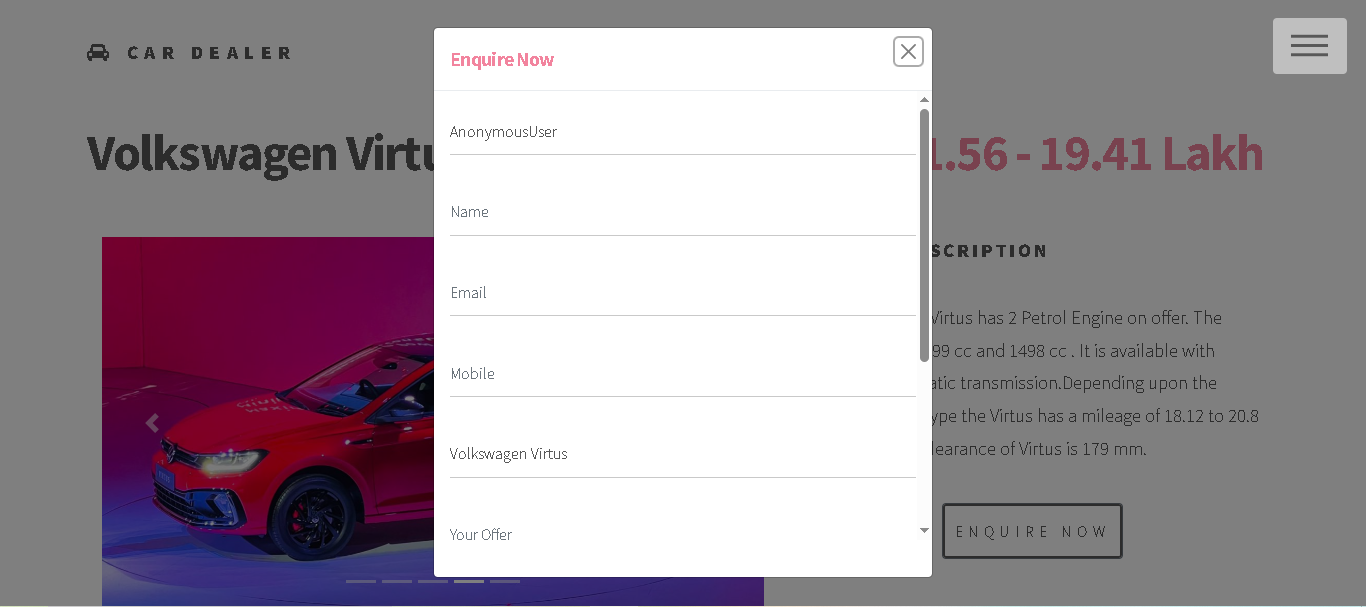 CAR DEALER
Volkswagen Virtu
1.56 - 19.41 Lakh
Enquire Now
AnonymousUser
Name
Email
Mobile
Volkswagen Virtus
Your Offer
SCRIPTION
Virtus has 2 Petrol Engine on offer. The
99 cc and 1498 cc . It is available with
atic transmission.Depending upon the
ype the Virtus has a mileage of 18.12 to 20.8
learance of Virtus is 179 mm.
ENQUIRE NOW